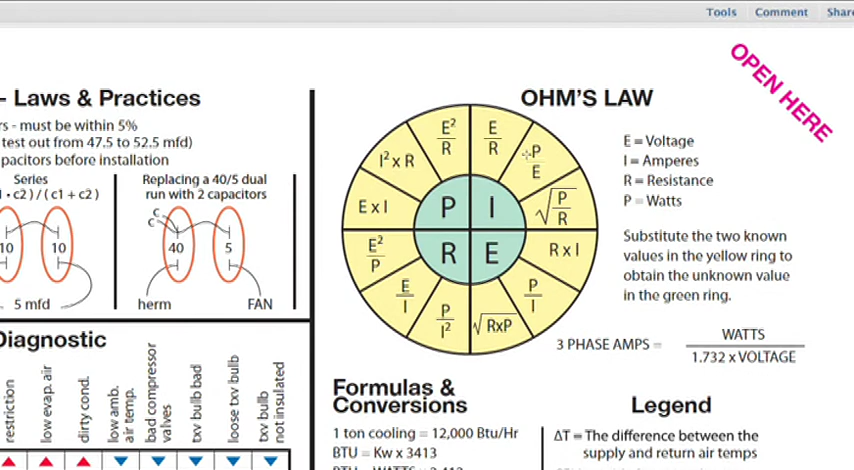 Tools Comment Share
OPEN HERE
- Laws & Practices
rs - must be within 5%
test out from 47.5 to 52.5 mfd)
pacitors before installation
Series
1 • c2 ) / ( c1 + c2 )
10 10
5 mfd
Replacing a 40/5 dual
run with 2 capacitors
C
C
40 5
herm FAN
Diagnostic
restriction
low evap. air
dirty cond.
low amb.
air temp.
bad compressor
valves
txv bulb bad
loose txv bulb
txv bulb
not insulated
OHM'S LAW
P I R E
E²/R
E/R
P/E
√P/R
R x I
P/I
√RxP
P/I²
E/I
E²/P
E x I
I² x R
E = Voltage
I = Amperes
R = Resistance
P = Watts
Substitute the two known
values in the yellow ring to
obtain the unknown value
in the green ring.
3 PHASE AMPS = WATTS
1.732 x VOLTAGE
Formulas &
Conversions
1 ton cooling = 12,000 Btu/Hr
BTU = Kw x 3413
Legend
ΔT = The difference between the
supply and return air temps